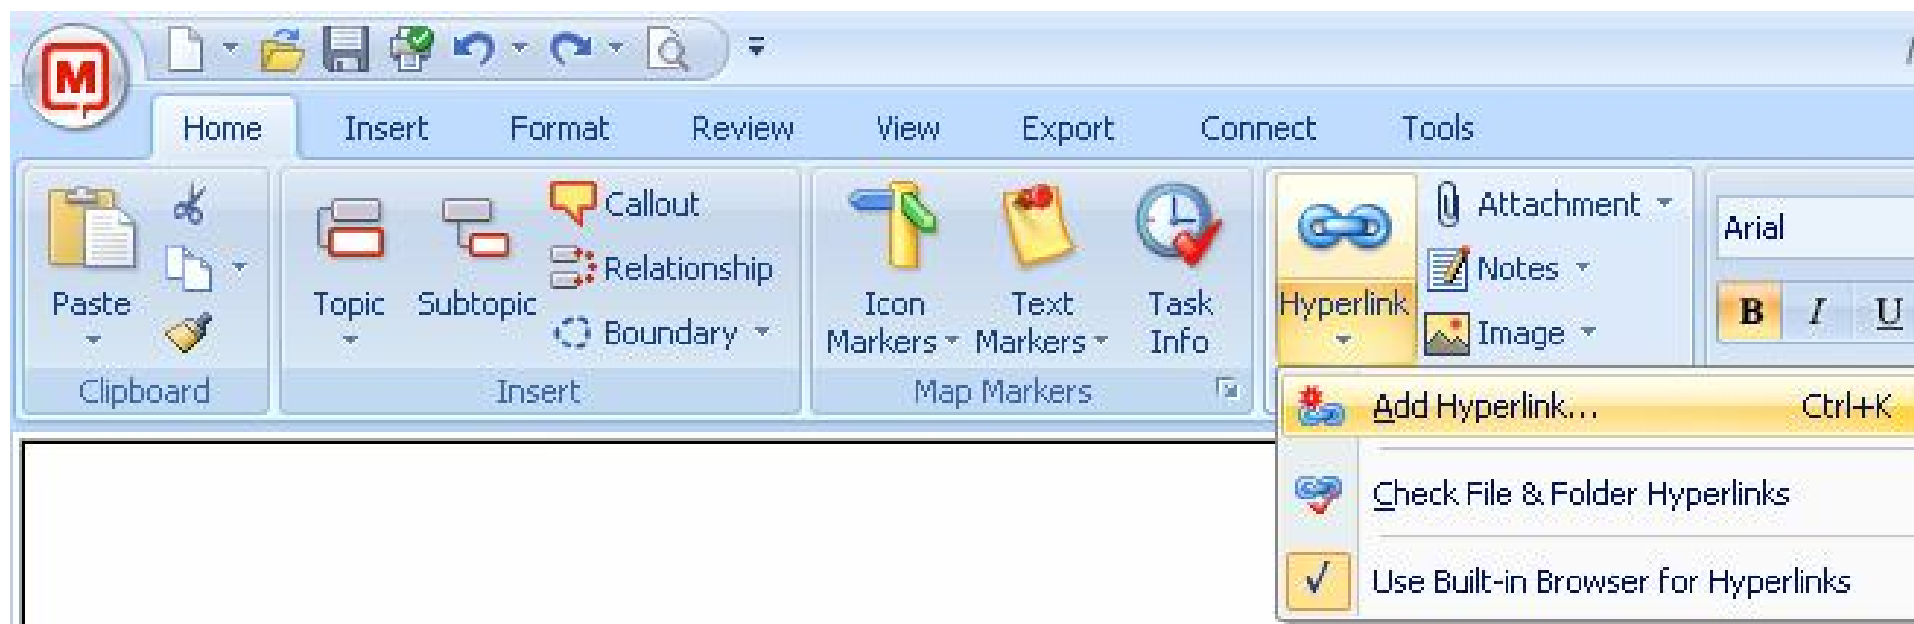 M
Home Insert Format Review View Export Connect Tools
Paste
Clipboard
Topic Subtopic
Callout
Relationship
Boundary
Insert
Icon Markers
Text Markers
Task Info
Map Markers
Hyperlink
Attachment
Notes
Image
Arial
B I U
Add Hyperlink... Ctrl+K
Check File & Folder Hyperlinks
Use Built-in Browser for Hyperlinks